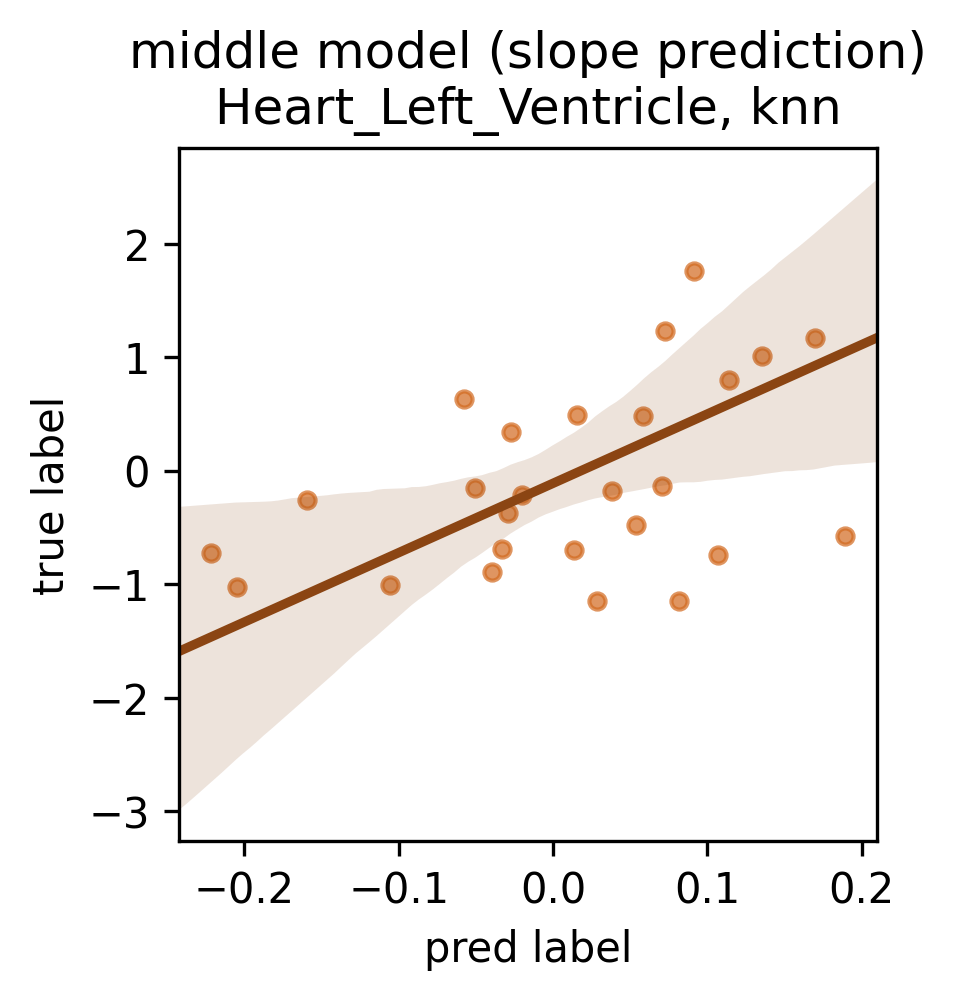 middle model (slope prediction)
Heart_Left_Ventricle, knn
2
1
0
−1
−2
−3
true label
−0.2
−0.1
0.0
0.1
0.2
pred label